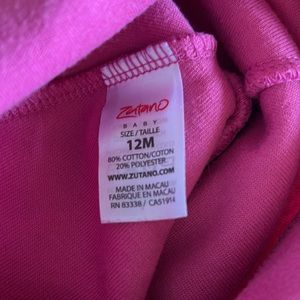 Zutano
BABY
SIZE/TAILLE
12M
80% COTTON/COTON
20% POLYESTER
WWW.ZUTANO.COM
MADE IN MACAU
FABRIQUÉ EN MACAU
RN 83338 / CA51914